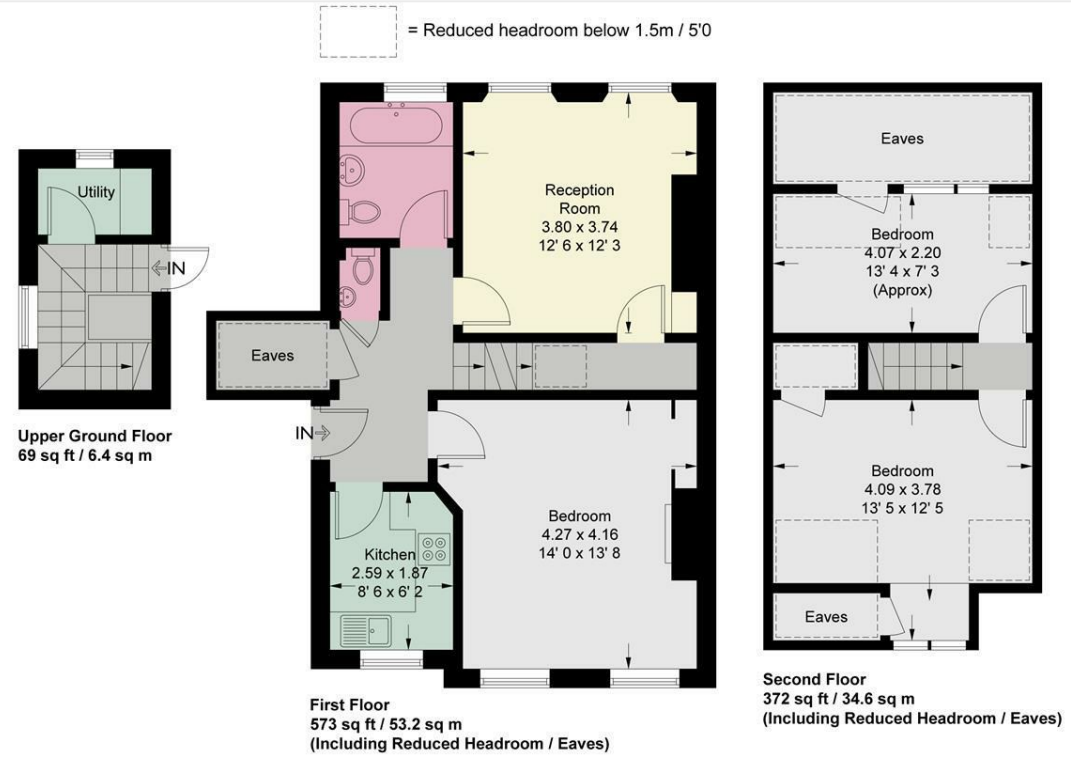 = Reduced headroom below 1.5m / 5'0
Utility
IN
Upper Ground Floor
69 sq ft / 6.4 sq m
Reception
Room
3.80 x 3.74
12' 6 x 12' 3
Eaves
IN
Kitchen
2.59 x 1.87
8' 6 x 6' 2
Bedroom
4.27 x 4.16
14' 0 x 13' 8
First Floor
573 sq ft / 53.2 sq m
(Including Reduced Headroom / Eaves)
Eaves
Bedroom
4.07 x 2.20
13' 4 x 7' 3
(Approx)
Bedroom
4.09 x 3.78
13' 5 x 12' 5
Eaves
Second Floor
372 sq ft / 34.6 sq m
(Including Reduced Headroom / Eaves)